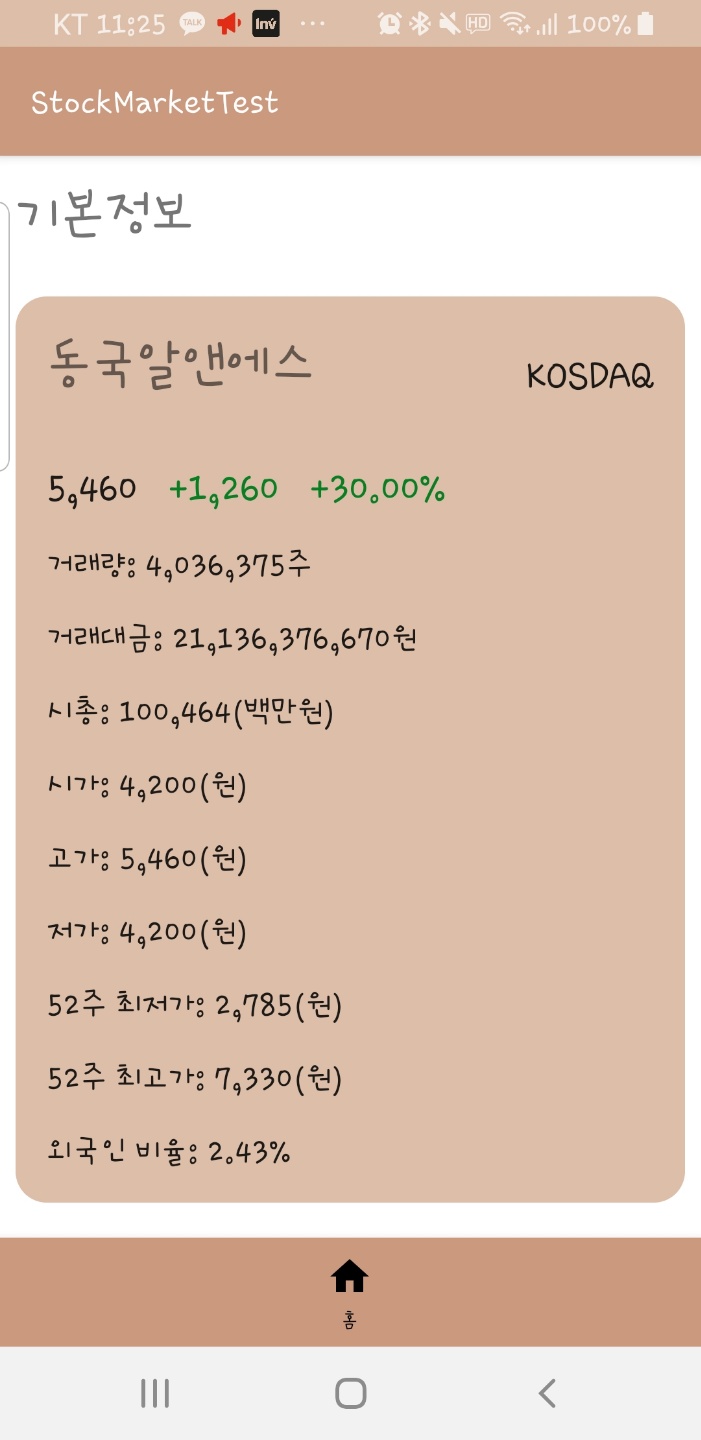 KT 11:25 TALK Inv ... HD 100%
StockMarketTest
기본정보
동국알앤에스 KOSDAQ
5,460 +1,260 +30.00%
거래량: 4,036,375주
거래대금: 21,136,376,670원
시총: 100,464(백만원)
시가: 4,200(원)
고가: 5,460(원)
저가: 4,200(원)
52주 최저가: 2,785(원)
52주 최고가: 7,330(원)
외국인 비율: 2.43%
홈